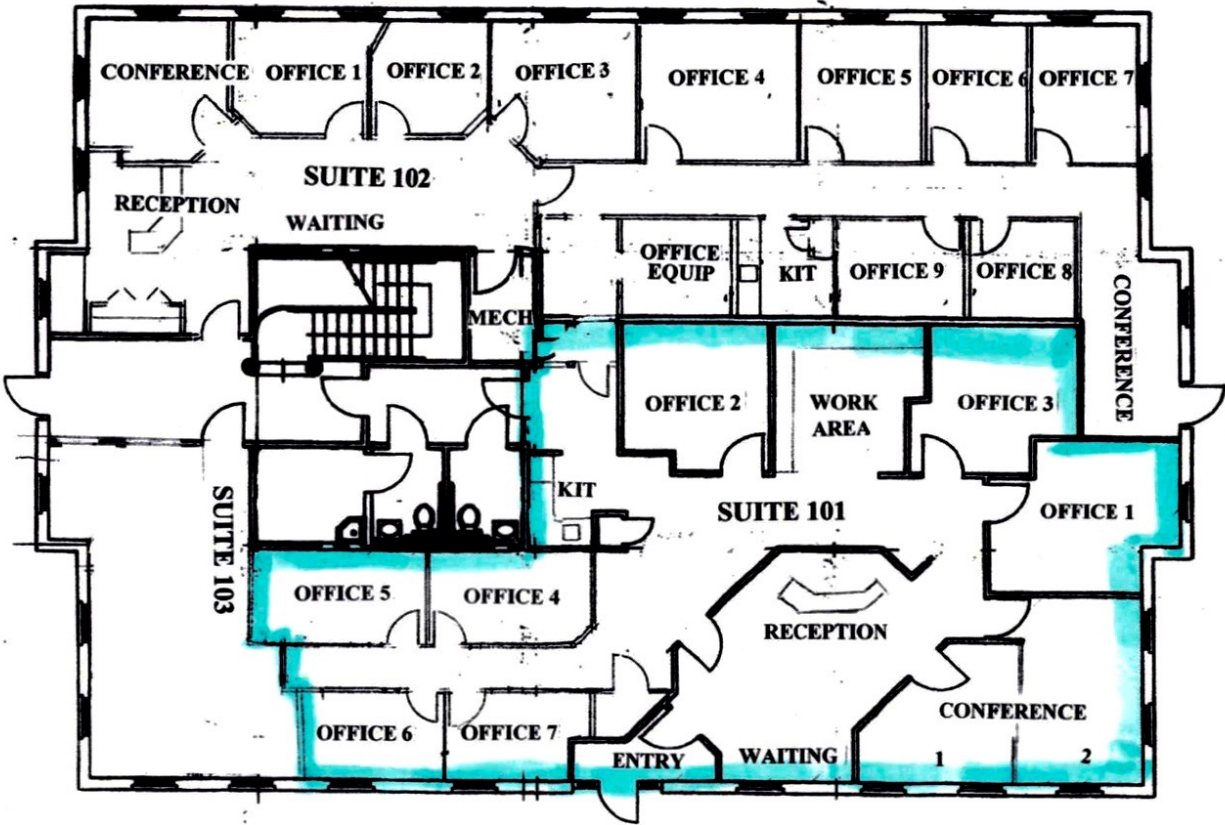 CONFERENCE
OFFICE 1
OFFICE 2
OFFICE 3
OFFICE 4
OFFICE 5
OFFICE 6
OFFICE 7
SUITE 102
RECEPTION
WAITING
OFFICE
EQUIP
KIT
OFFICE 9
OFFICE 8
CONFERENCE
MECH
OFFICE 2
WORK
AREA
OFFICE 3
KIT
SUITE 101
OFFICE 1
SUITE 103
OFFICE 5
OFFICE 4
RECEPTION
CONFERENCE
1
2
OFFICE 6
OFFICE 7
ENTRY
WAITING